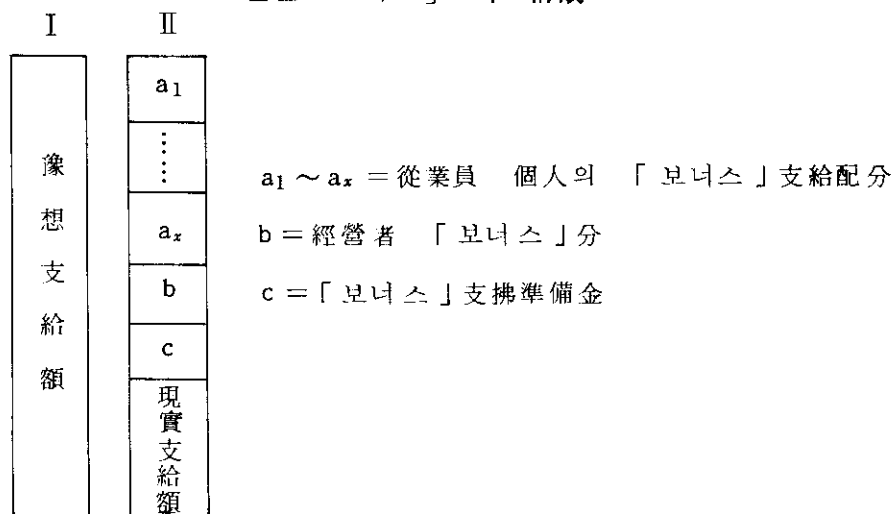 Ⅰ Ⅱ
豫想支給額
a₁
……
aₓ
b
c
現實支給額
a₁～aₓ＝從業員 個人의 「보너스」支給配分
b＝經營者 「보너스」分
c＝「보너스」支拂準備金